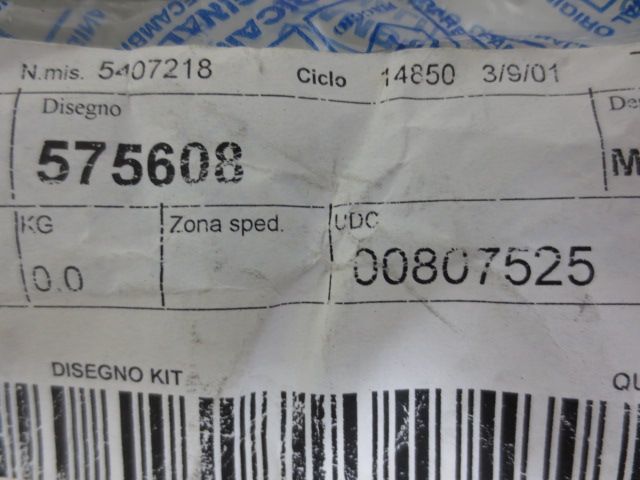 N.mis. 5407218 Ciclo 14850 3/9/01
Disegno
575608
KG Zona sped. UDC
0.0 00807525
DISEGNO KIT